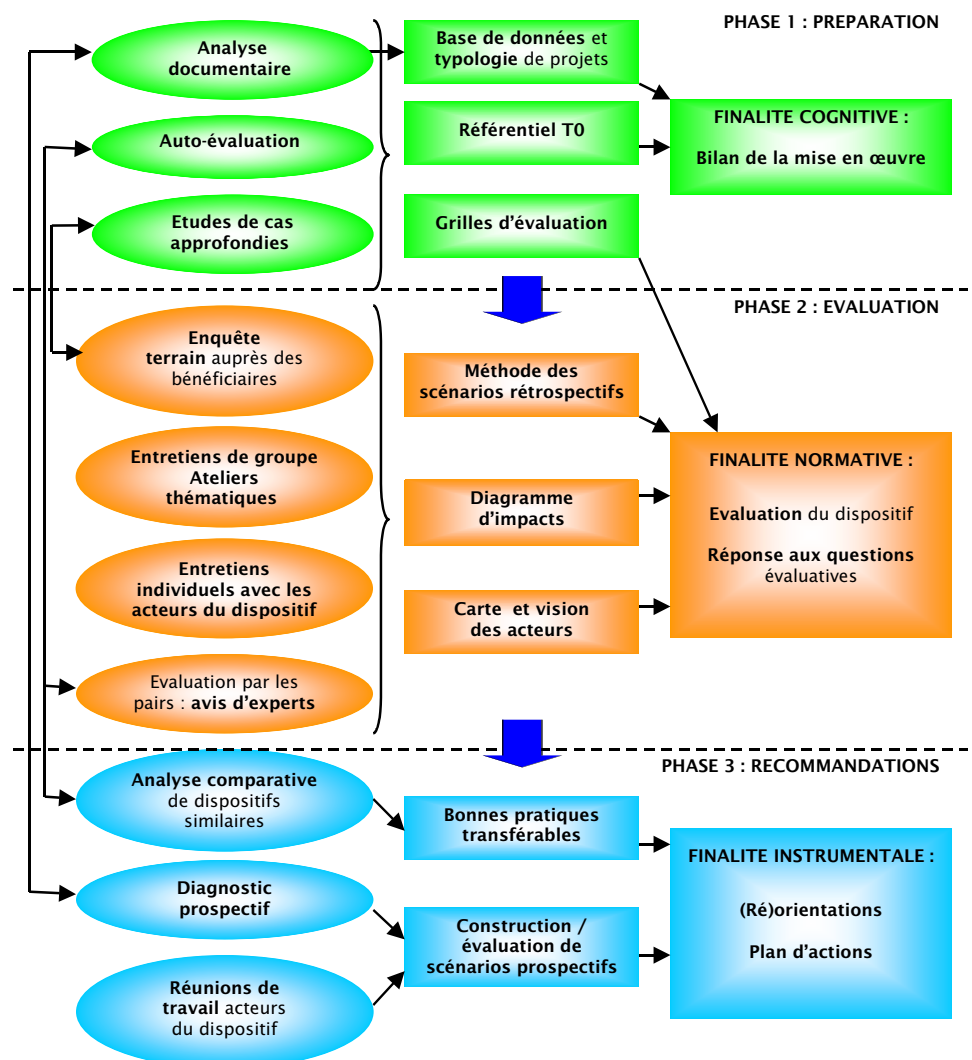 PHASE 1 : PREPARATION
Analyse
documentaire
Base de données et
typologie de projets
FINALITE COGNITIVE :
Bilan de la mise en œuvre
Auto-évaluation
Référentiel T0
Etudes de cas
approfondies
Grilles d'évaluation
PHASE 2 : EVALUATION
Enquête
terrain auprès des
bénéficiaires
Méthode des
scénarios rétrospectifs
Entretiens de groupe
Ateliers
thématiques
Diagramme
d'impacts
FINALITE NORMATIVE :
Evaluation du dispositif
Réponse aux questions
évaluatives
Entretiens
individuels avec les
acteurs du dispositif
Carte et vision
des acteurs
Evaluation par les
pairs : avis d'experts
PHASE 3 : RECOMMANDATIONS
Analyse comparative
de dispositifs
similaires
Bonnes pratiques
transférables
FINALITE INSTRUMENTALE :
(Ré)orientations
Plan d'actions
Diagnostic
prospectif
Construction /
évaluation de
scénarios prospectifs
Réunions de
travail acteurs
du dispositif